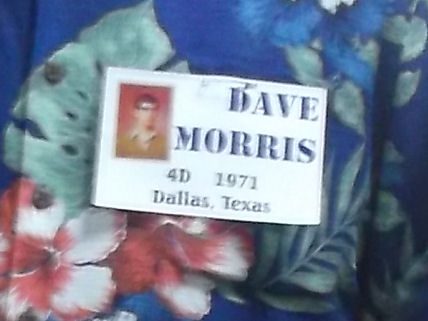 DAVE
MORRIS
4D 1971
Dallas, Texas